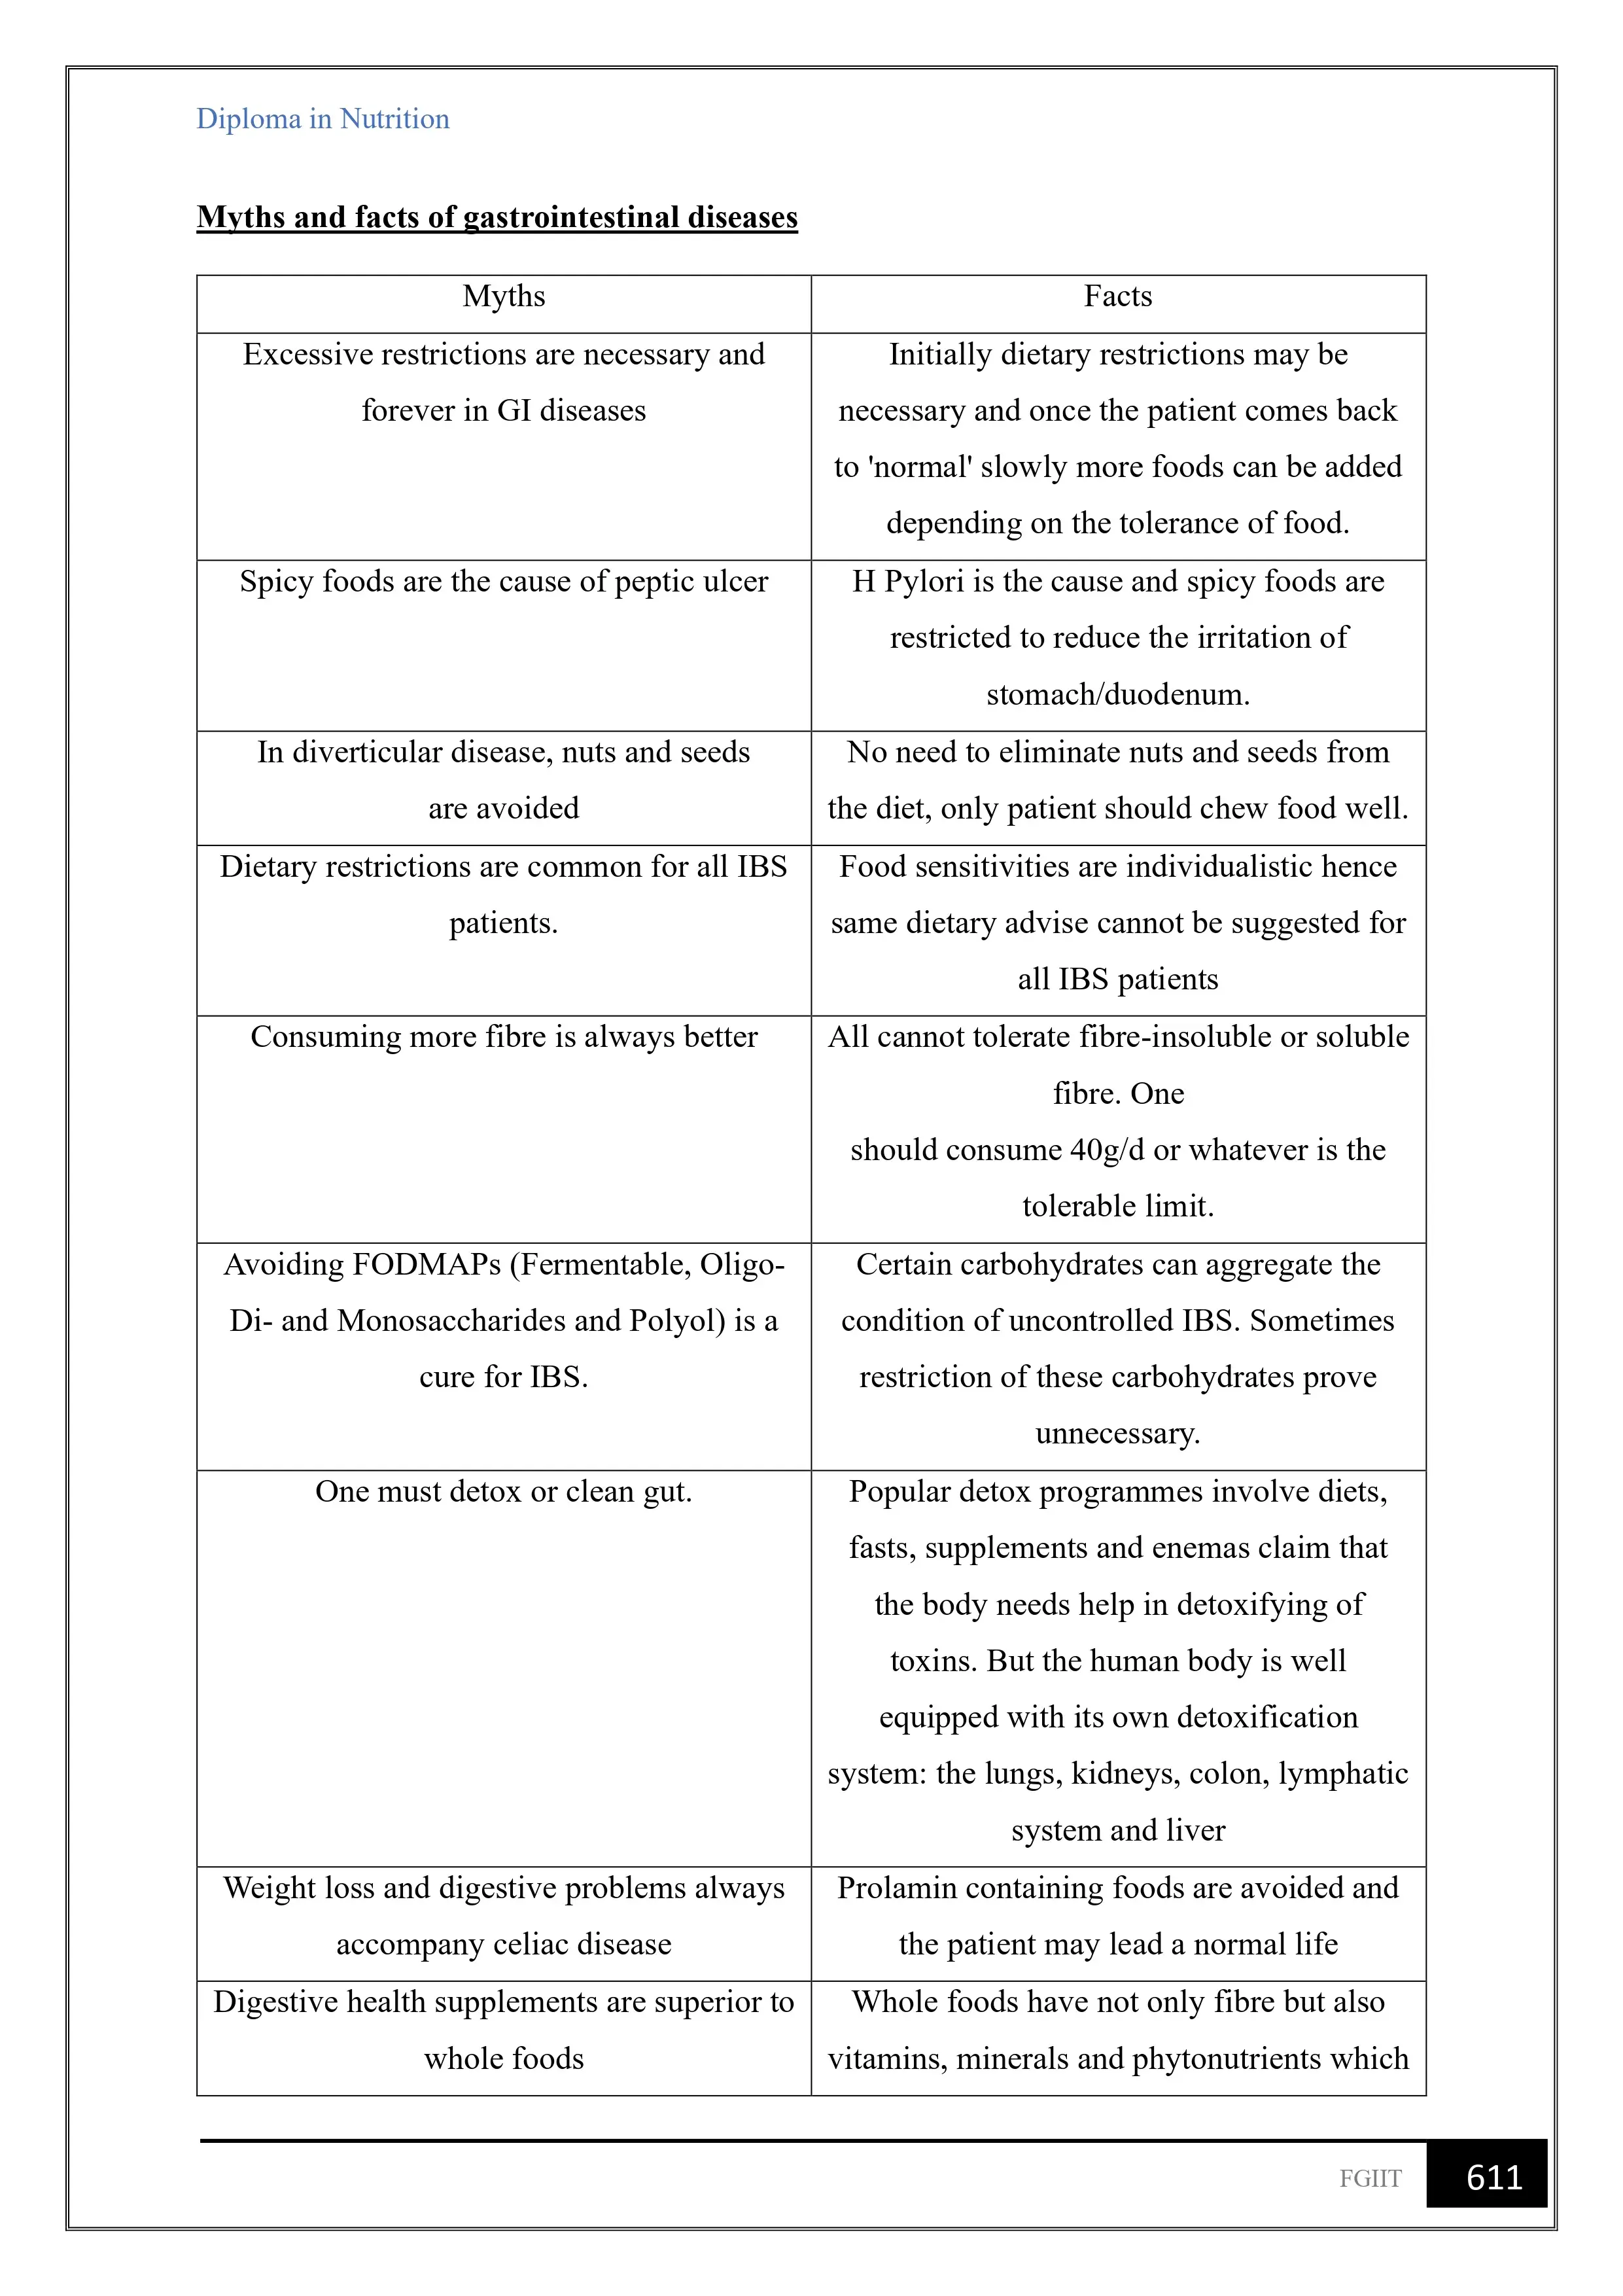 Diploma in Nutrition
Myths and facts of gastrointestinal diseases
Myths
Facts
Excessive restrictions are necessary and
forever in GI diseases
Initially dietary restrictions may be
necessary and once the patient comes back
to 'normal' slowly more foods can be added
depending on the tolerance of food.
Spicy foods are the cause of peptic ulcer
H Pylori is the cause and spicy foods are
restricted to reduce the irritation of
stomach/duodenum.
In diverticular disease, nuts and seeds
are avoided
No need to eliminate nuts and seeds from
the diet, only patient should chew food well.
Dietary restrictions are common for all IBS
patients.
Food sensitivities are individualistic hence
same dietary advise cannot be suggested for
all IBS patients
Consuming more fibre is always better
All cannot tolerate fibre-insoluble or soluble
fibre. One
should consume 40g/d or whatever is the
tolerable limit.
Avoiding FODMAPs (Fermentable, Oligo-
Di- and Monosaccharides and Polyol) is a
cure for IBS.
Certain carbohydrates can aggregate the
condition of uncontrolled IBS. Sometimes
restriction of these carbohydrates prove
unnecessary.
One must detox or clean gut.
Popular detox programmes involve diets,
fasts, supplements and enemas claim that
the body needs help in detoxifying of
toxins. But the human body is well
equipped with its own detoxification
system: the lungs, kidneys, colon, lymphatic
system and liver
Weight loss and digestive problems always
accompany celiac disease
Prolamin containing foods are avoided and
the patient may lead a normal life
Digestive health supplements are superior to
whole foods
Whole foods have not only fibre but also
vitamins, minerals and phytonutrients which
FGIIT
611